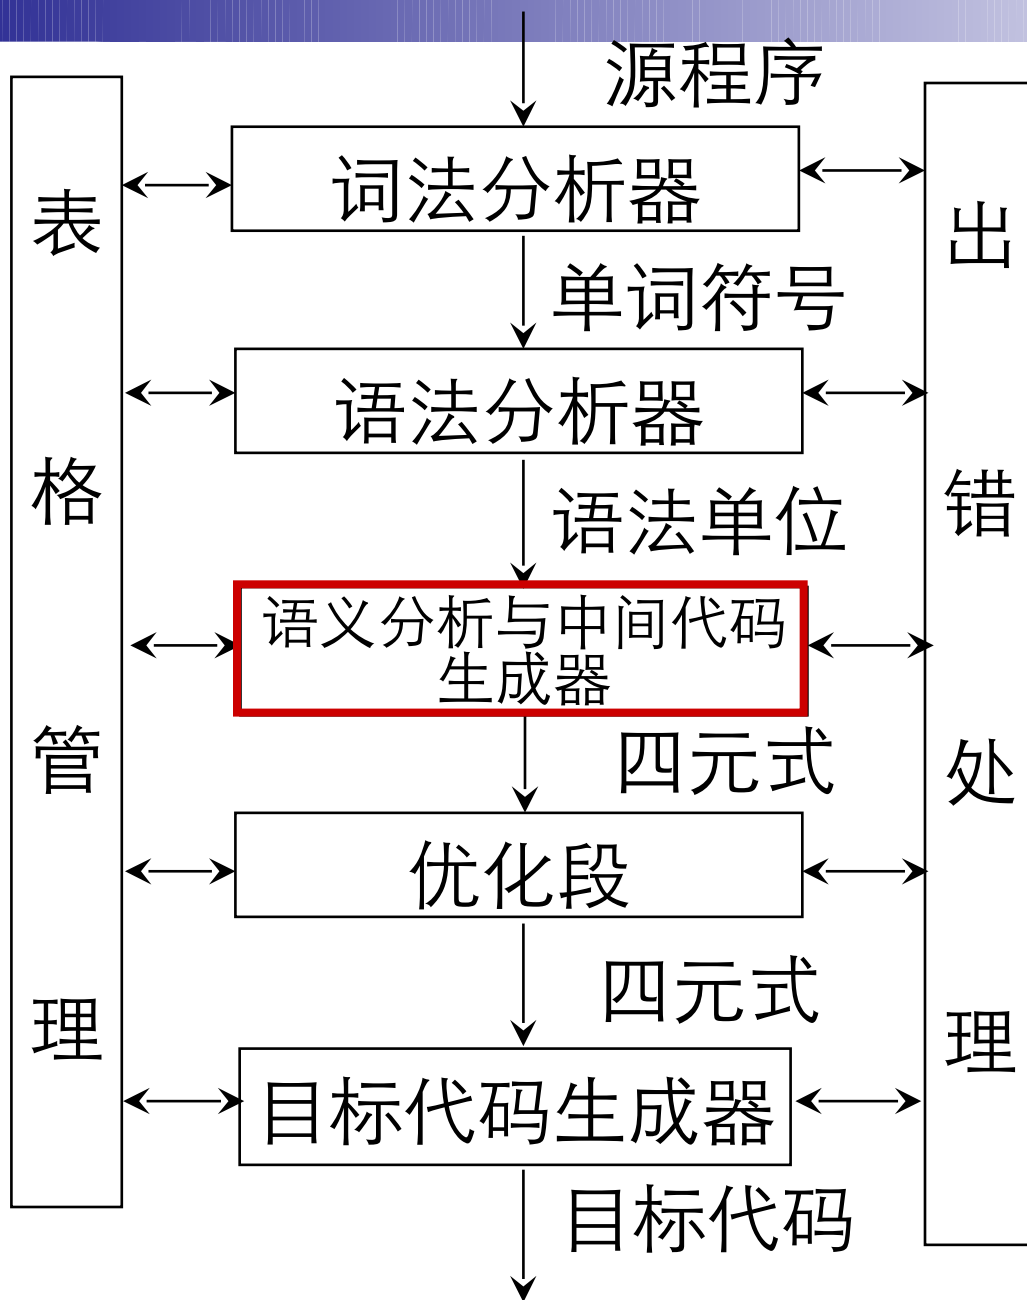 源程序
词法分析器
单词符号
语法分析器
语法单位
语义分析与中间代码
生成器
四元式
优化段
四元式
目标代码生成器
目标代码
表
格
管
理
出
错
处
理